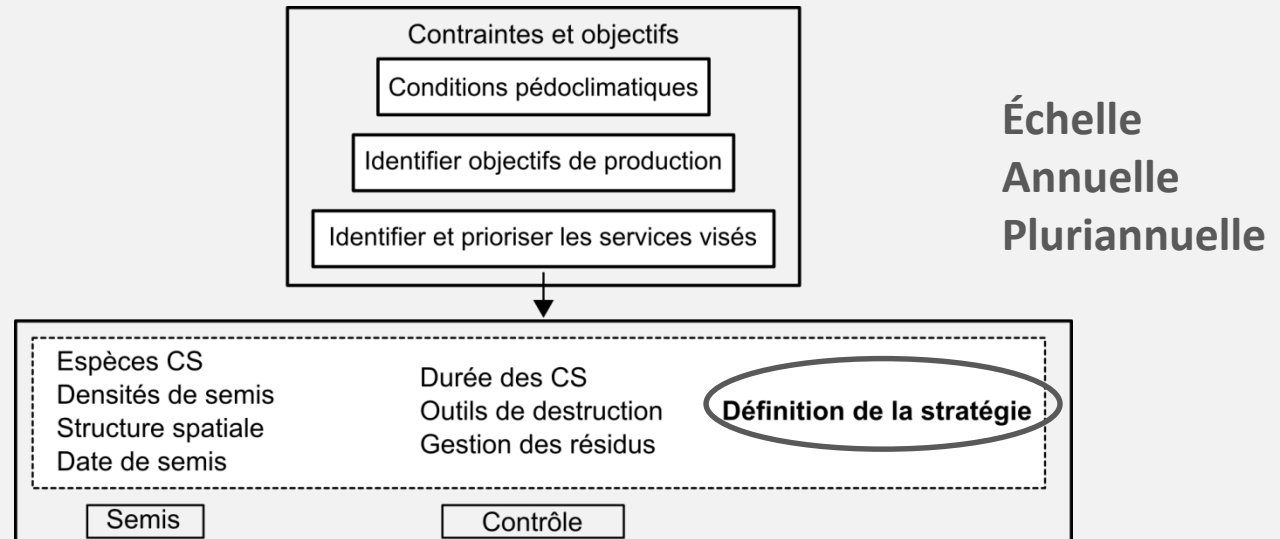 Contraintes et objectifs
Conditions pédoclimatiques
Identifier objectifs de production
Identifier et prioriser les services visés
Échelle
Annuelle
Pluriannuelle
Espèces CS
Densités de semis
Structure spatiale
Date de semis
Durée des CS
Outils de destruction
Gestion des résidus
Définition de la stratégie
Semis
Contrôle